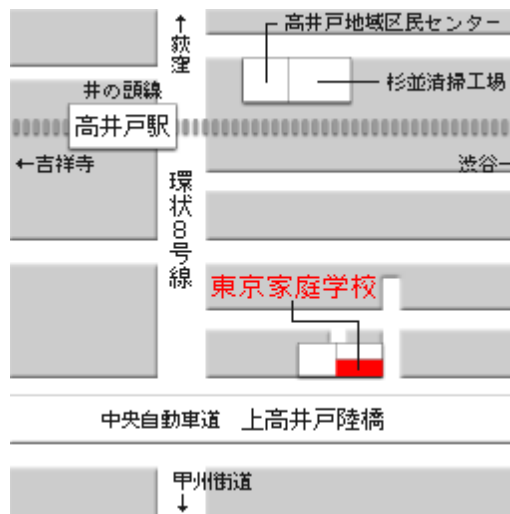 ↑荻窪
高井戸地域区民センター
杉並清掃工場
井の頭線
高井戸駅
←吉祥寺
渋谷→
環状8号線
東京家庭学校
中央自動車道
上高井戸陸橋
甲州街道
↓